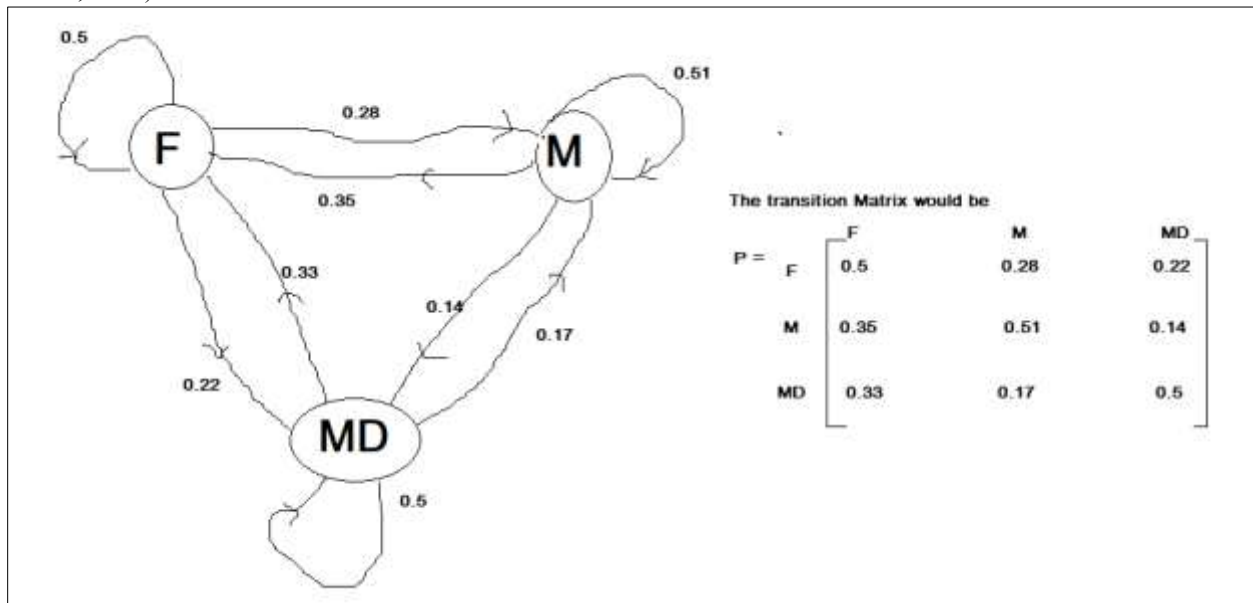 0.5
0.51
0.28
F
M
0.35
The transition Matrix would be
F M MD
P = F 0.5 0.28 0.22
0.33
0.14
M 0.35 0.51 0.14
0.17
0.22
MD 0.33 0.17 0.5
MD
0.5